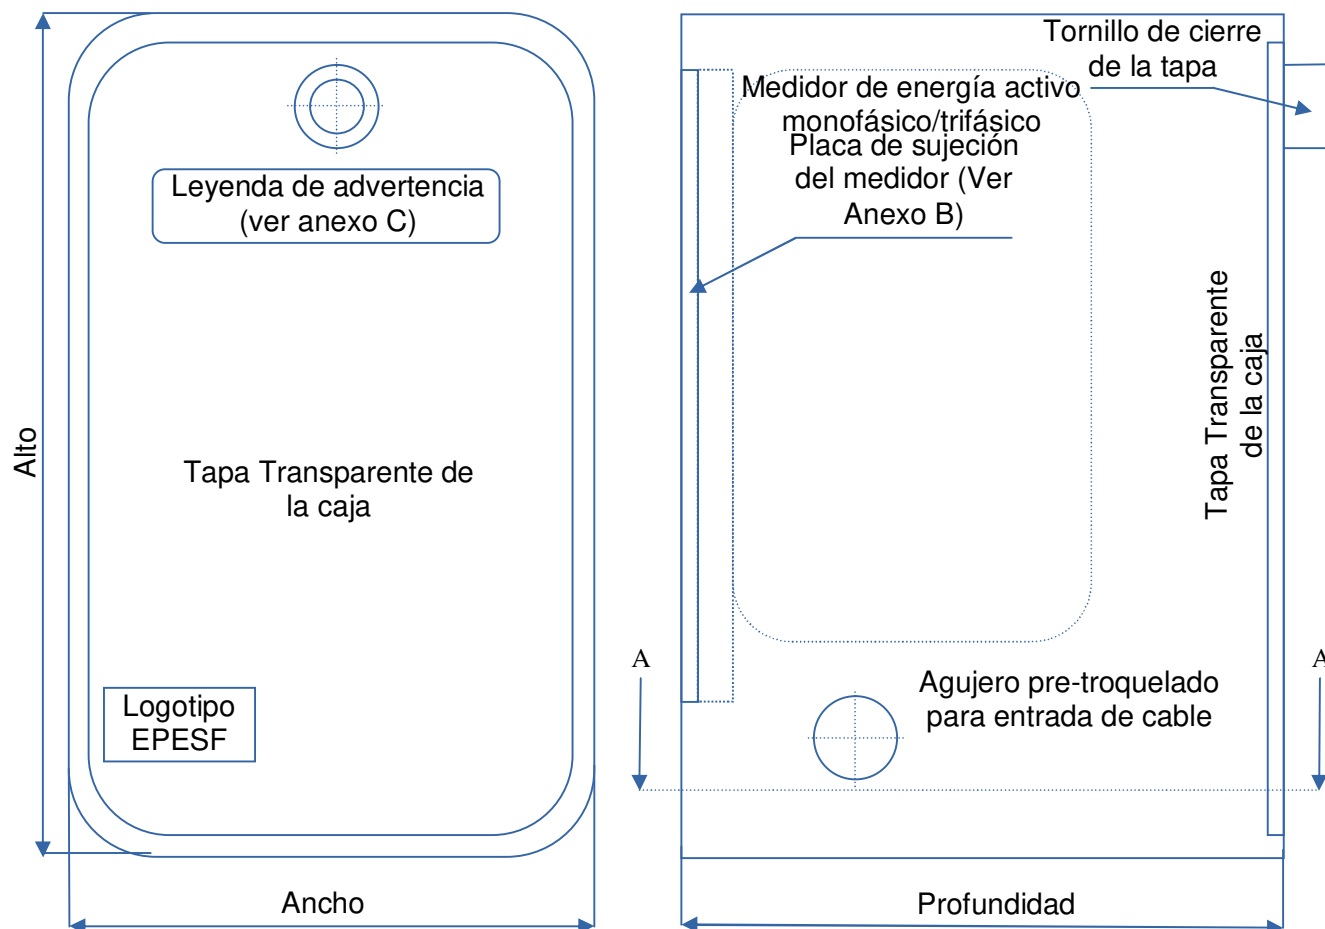 Alto
Leyenda de advertencia
(ver anexo C)
Tapa Transparente de
la caja
Logotipo
EPESF
Ancho
Tornillo de cierre
de la tapa
Medidor de energía activo
monofásico/trifásico
Placa de sujeción
del medidor (Ver
Anexo B)
Tapa Transparente
de la caja
A
A
Agujero pre-troquelado
para entrada de cable
Profundidad